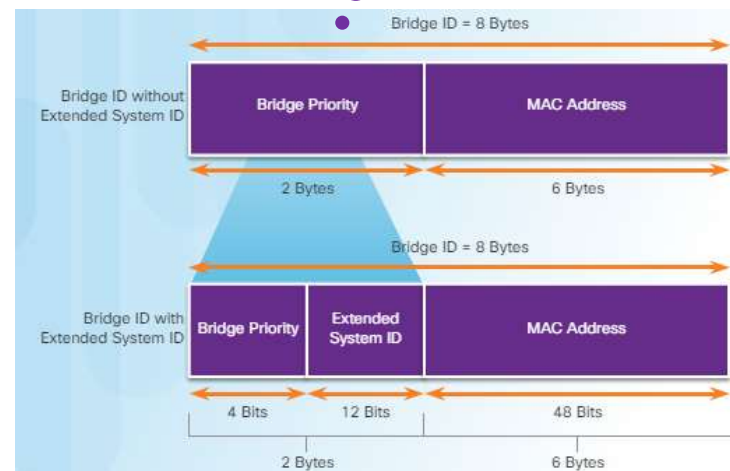 Bridge ID = 8 Bytes
Bridge ID without
Extended System ID
Bridge Priority
MAC Address
2 Bytes
6 Bytes
Bridge ID = 8 Bytes
Bridge ID with
Extended System ID
Bridge Priority
Extended
System ID
MAC Address
4 Bits
12 Bits
48 Bits
2 Bytes
6 Bytes